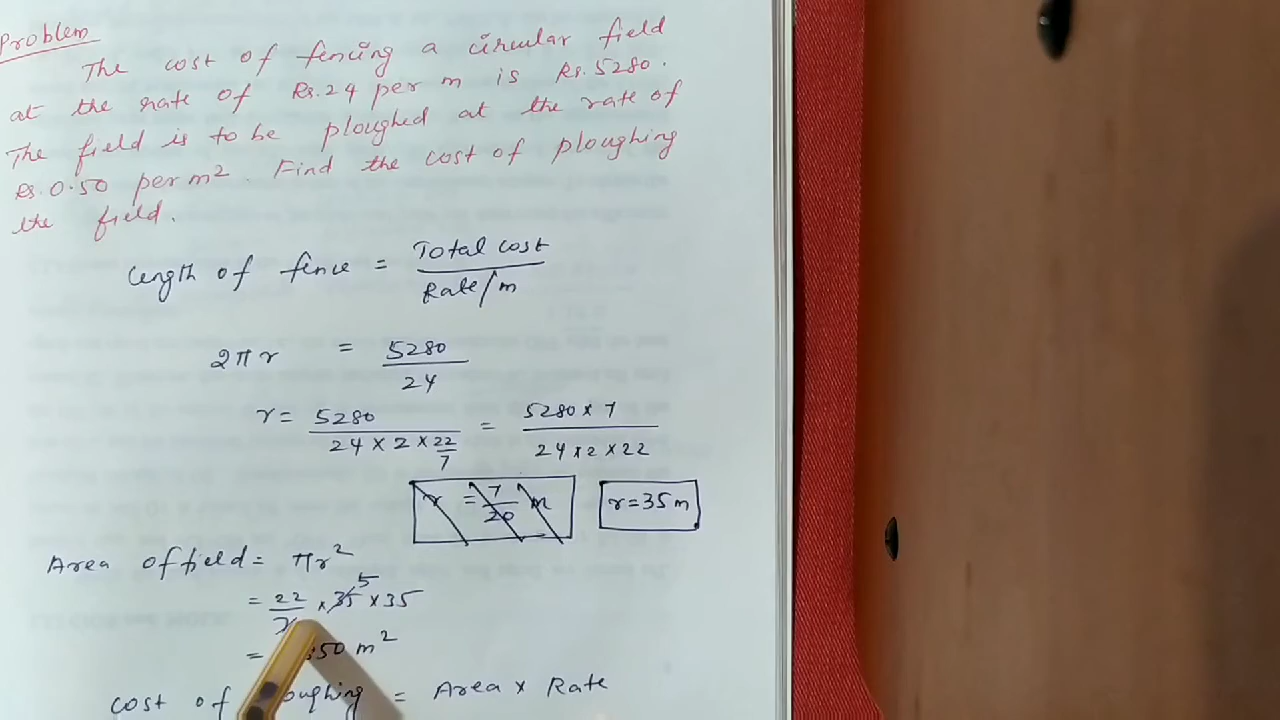 Problem
The cost of fencing a circular field
at the rate of Rs.24 per m is Rs.5280.
The field is to be ploughed at the rate of
Rs.0.50 per m². Find the cost of ploughing
the field.
Length of fence = Total cost / Rate/m
2πr = 5280 / 24
r = 5280 / 24 × 2 × 22/7 = 5280 × 7 / 24 × 2 × 22
r = 7/20 m r = 35 m
Area of field = πr²
= 22/7 × 35 5 × 35
= 50 m²
Cost of = Area × Rate